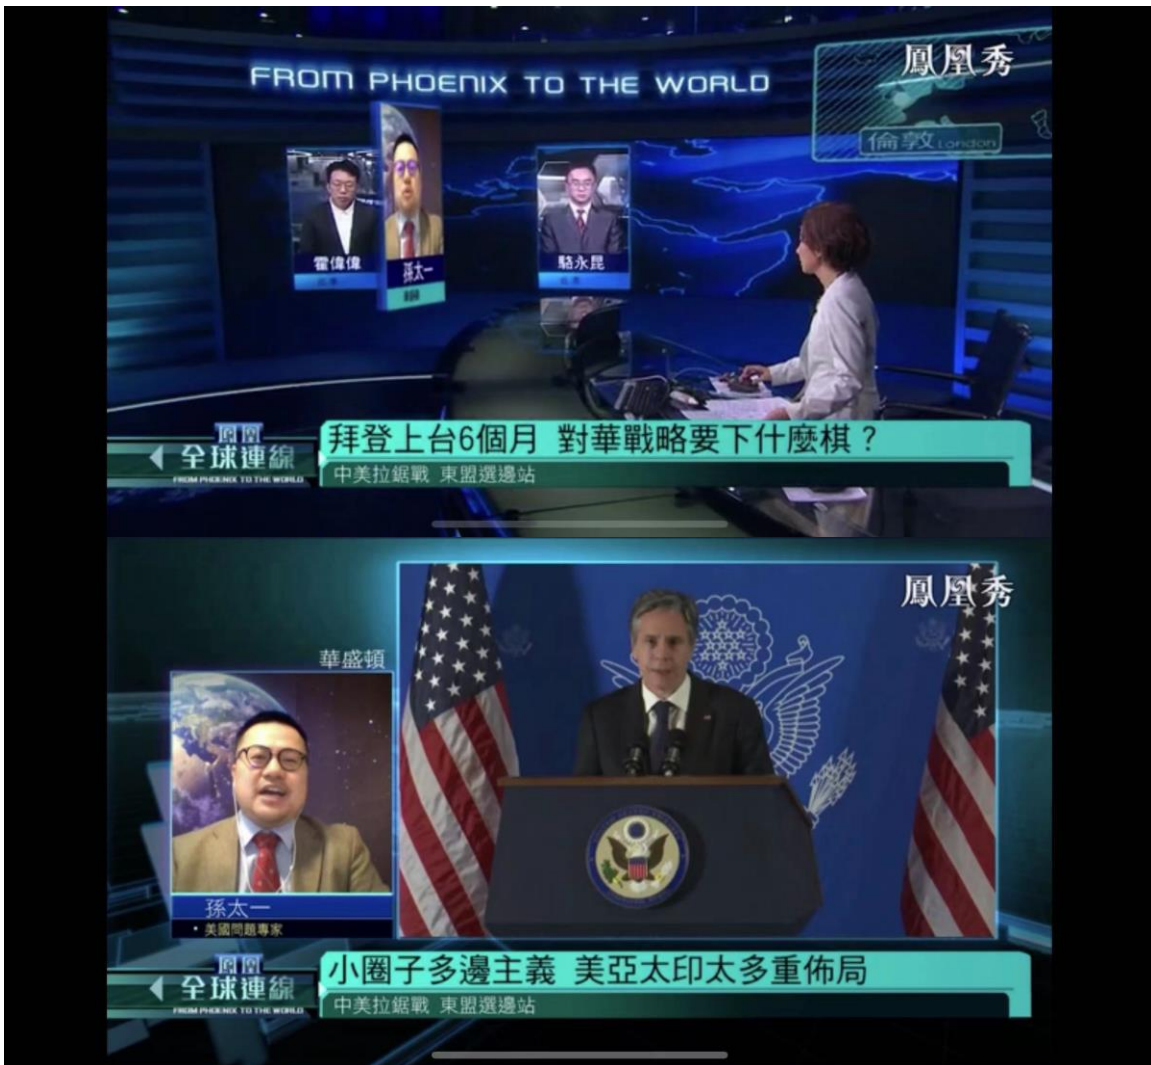 FROM PHOENIX TO THE WORLD
鳳凰秀
倫敦 London
霍偉偉
孫太一
駱永昆
鳳凰
全球連線
FROM PHOENIX TO THE WORLD
拜登上台6個月 對華戰略要下什麼棋？
中美拉鋸戰 東盟選邊站
鳳凰秀
華盛頓
孫太一
・美國問題專家
鳳凰
全球連線
FROM PHOENIX TO THE WORLD
小圈子多邊主義 美亞太印太多重佈局
中美拉鋸戰 東盟選邊站